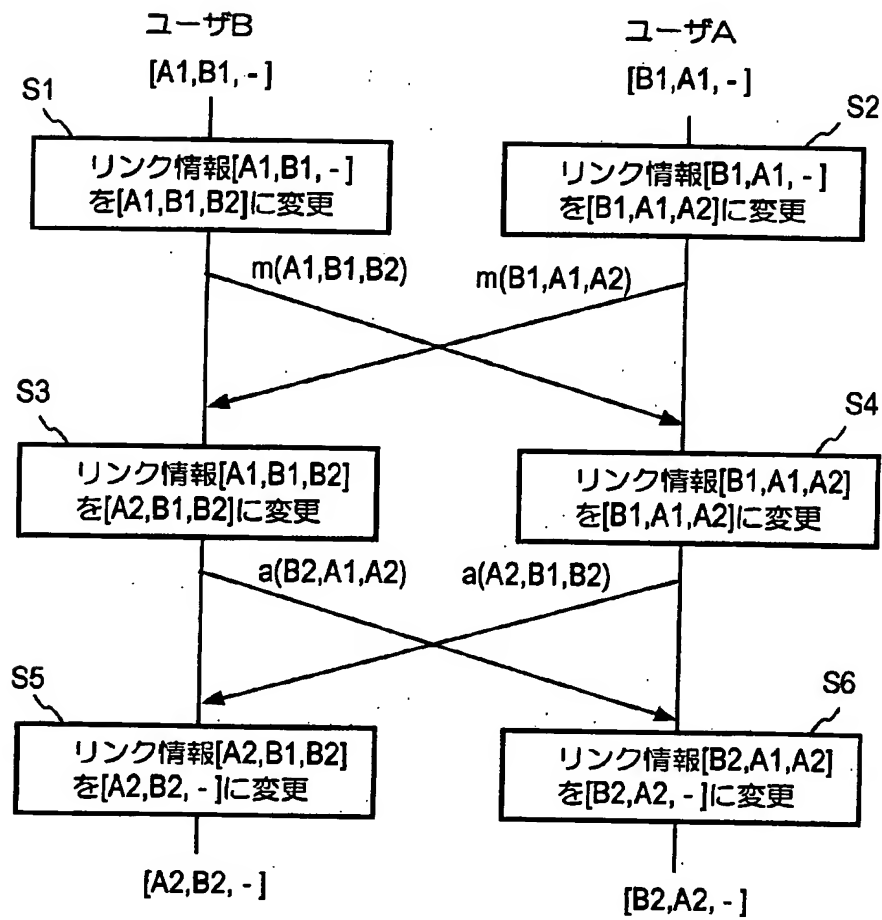 ユーザB
ユーザA
[A1,B1, - ]
[B1,A1, - ]
S1
S2
リンク情報[A1,B1, - ]
を[A1,B1,B2]に変更
リンク情報[B1,A1, - ]
を[B1,A1,A2]に変更
m(A1,B1,B2)
m(B1,A1,A2)
S3
S4
リンク情報[A1,B1,B2]
を[A2,B1,B2]に変更
リンク情報[B1,A1,A2]
を[B1,A1,A2]に変更
a(B2,A1,A2)
a(A2,B1,B2)
S5
S6
リンク情報[A2,B1,B2]
を[A2,B2, - ]に変更
リンク情報[B2,A1,A2]
を[B2,A2, - ]に変更
[A2,B2, - ]
[B2,A2, - ]